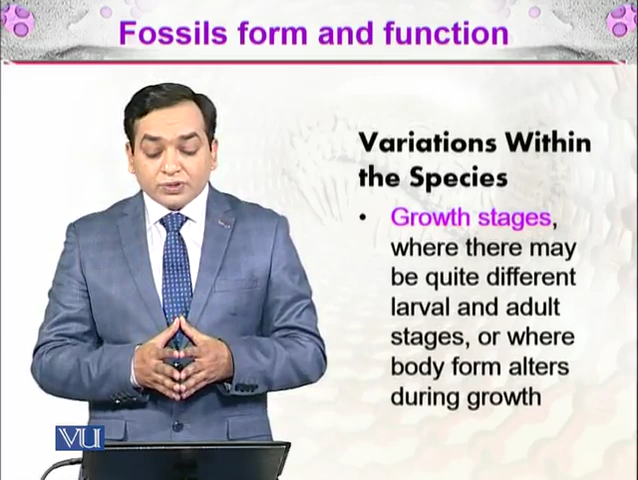 Fossils form and function
Variations Within
the Species
• Growth stages,
where there may
be quite different
larval and adult
stages, or where
body form alters
during growth
VU